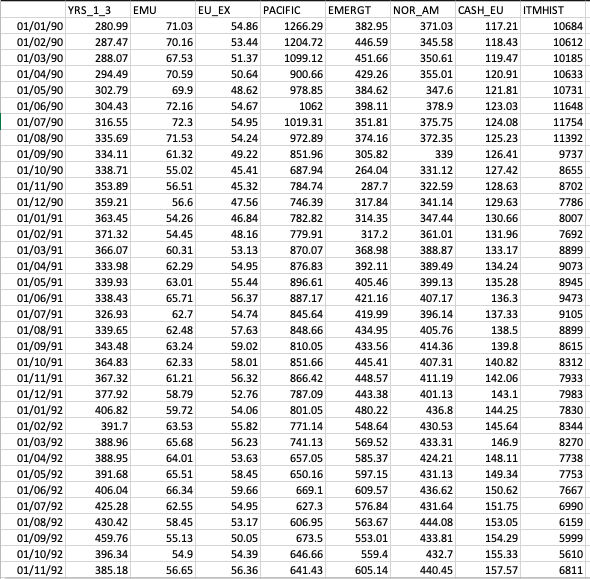 YRS_1_3 EMU EU_EX PACIFIC EMERGT NOR_AM CASH_EU ITMHIST
01/01/90 280.99 71.03 54.86 1266.29 382.95 371.03 117.21 10684
01/02/90 287.47 70.16 53.44 1204.72 446.59 345.58 118.43 10612
01/03/90 288.07 67.53 51.37 1099.12 451.66 350.61 119.47 10185
01/04/90 294.49 70.59 50.64 900.66 429.26 355.01 120.91 10633
01/05/90 302.79 69.9 48.62 978.85 384.62 347.6 121.81 10731
01/06/90 304.43 72.16 54.67 1062 398.11 378.9 123.03 11648
01/07/90 316.55 72.3 54.95 1019.31 351.81 375.75 124.08 11754
01/08/90 335.69 71.53 54.24 972.89 374.16 372.35 125.23 11392
01/09/90 334.11 61.32 49.22 851.96 305.82 339 126.41 9737
01/10/90 338.71 55.02 45.41 687.94 264.04 331.12 127.42 8655
01/11/90 353.89 56.51 45.32 784.74 287.7 322.59 128.63 8702
01/12/90 359.21 56.6 47.56 746.39 317.84 341.14 129.63 7786
01/01/91 363.45 54.26 46.84 782.82 314.35 347.44 130.66 8007
01/02/91 371.32 54.45 48.16 779.91 317.2 361.01 131.96 7692
01/03/91 366.07 60.31 53.13 870.07 368.98 388.87 133.17 8899
01/04/91 333.98 62.29 54.95 876.83 392.11 389.49 134.24 9073
01/05/91 339.93 63.01 55.44 896.61 405.46 399.13 135.28 8945
01/06/91 338.43 65.71 56.37 887.17 421.16 407.17 136.3 9473
01/07/91 326.93 62.7 54.74 845.64 419.99 396.14 137.33 9105
01/08/91 339.65 62.48 57.63 848.66 434.95 405.76 138.5 8899
01/09/91 343.48 63.24 59.02 810.05 433.56 414.36 139.8 8615
01/10/91 364.83 62.33 58.01 851.66 445.41 407.31 140.82 8312
01/11/91 367.32 61.21 56.32 866.42 448.57 411.19 142.06 7933
01/12/91 377.92 58.79 52.76 787.09 443.38 401.13 143.1 7983
01/01/92 406.82 59.72 54.06 801.05 480.22 436.8 144.25 7830
01/02/92 391.7 63.53 55.82 771.14 548.64 430.53 145.64 8344
01/03/92 388.96 65.68 56.23 741.13 569.52 433.31 146.9 8270
01/04/92 388.95 64.01 53.63 657.05 585.37 424.21 148.11 7738
01/05/92 391.68 65.51 58.45 650.16 597.15 431.13 149.34 7753
01/06/92 406.04 66.34 59.66 669.1 609.57 436.62 150.62 7667
01/07/92 425.28 62.55 54.95 627.3 576.84 431.64 151.75 6990
01/08/92 430.42 58.45 53.17 606.95 563.67 444.08 153.05 6159
01/09/92 459.76 55.13 50.05 673.5 553.01 433.81 154.29 5999
01/10/92 396.34 54.9 54.39 646.66 559.4 432.7 155.33 5610
01/11/92 385.18 56.65 56.36 641.43 605.14 440.45 157.57 6811